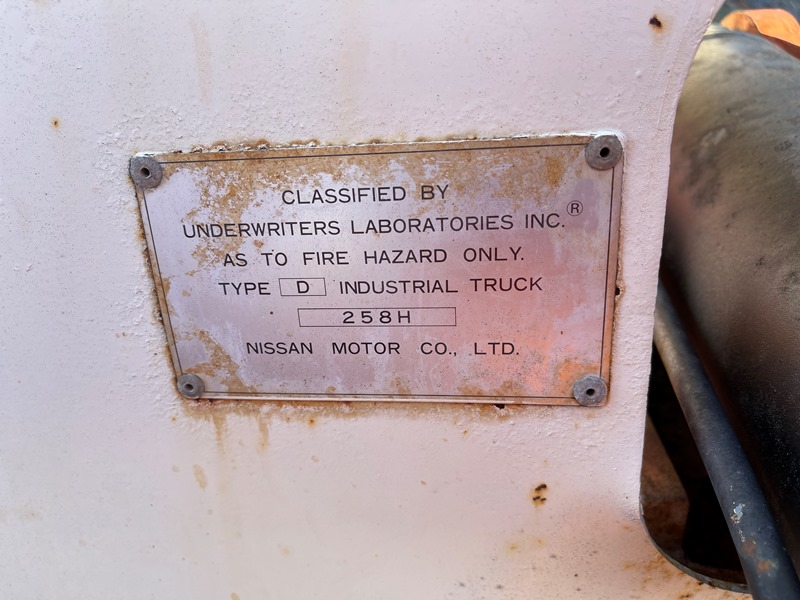 CLASSIFIED BY
UNDERWRITERS LABORATORIES INC.®
AS TO FIRE HAZARD ONLY.
TYPE D INDUSTRIAL TRUCK
258H
NISSAN MOTOR CO., LTD.